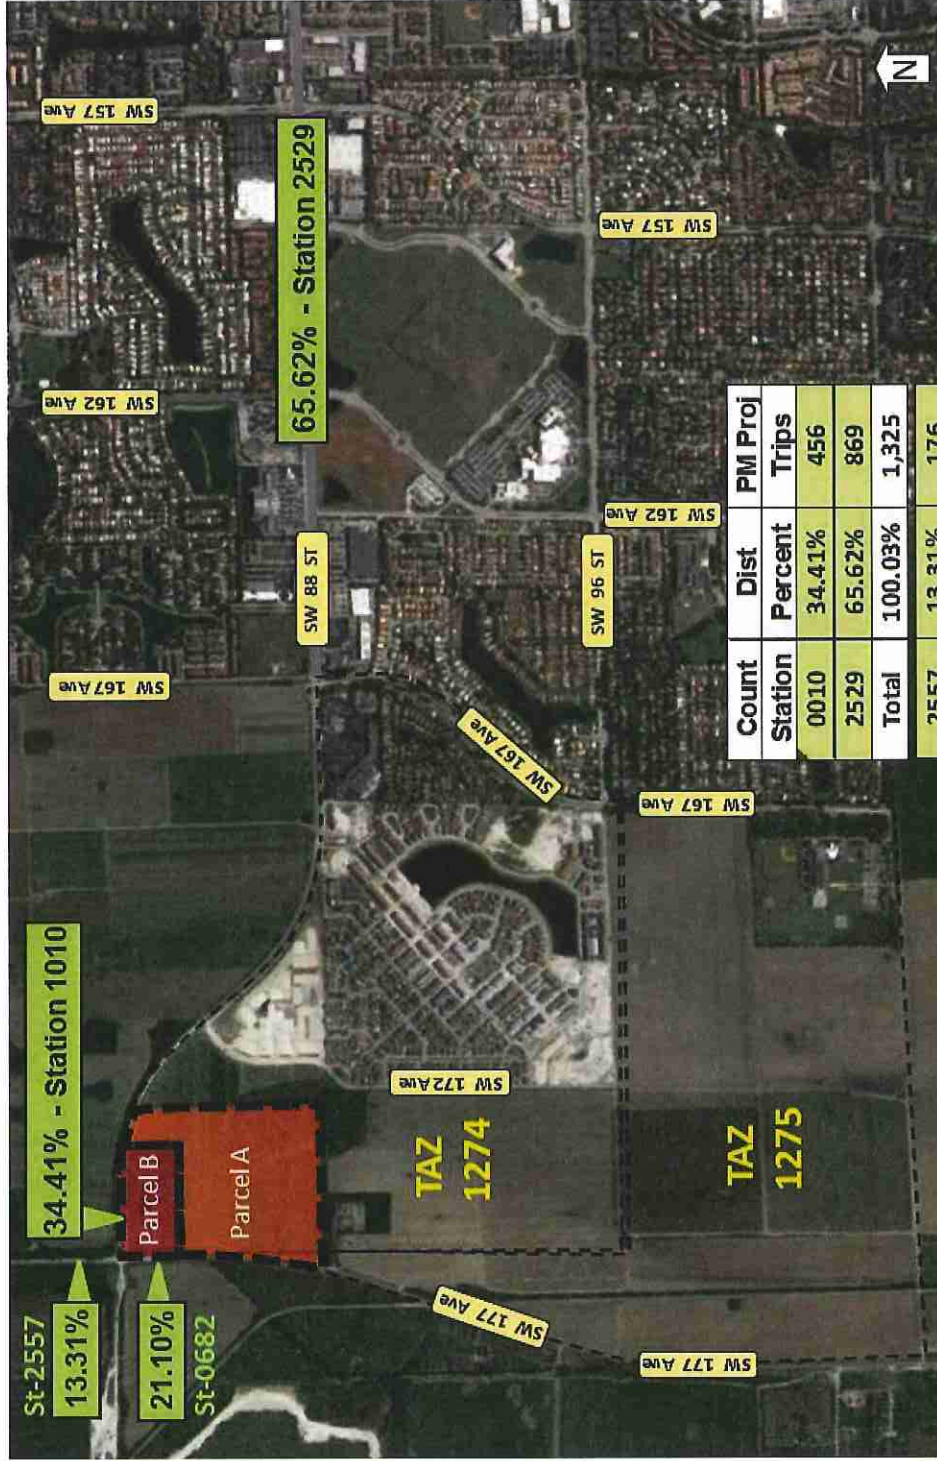 St-2557
13.31%
21.10%
St-0682
34.41% - Station 1010
Parcel B
Parcel A
65.62% - Station 2529
SW 157 Ave
SW 162 Ave
SW 167 Ave
SW 88 ST
SW 167 Ave
SW 172 Ave
SW 177 Ave
SW 177 Ave
TAZ
1274
TAZ
1275
SW 96 ST
SW 162 Ave
SW 157 Ave
SW 167 Ave
N
Count Station Dist Percent PM Proj Trips
0010 34.41% 456
2529 65.62% 869
Total 100.03% 1,325
2557 13.31% 176